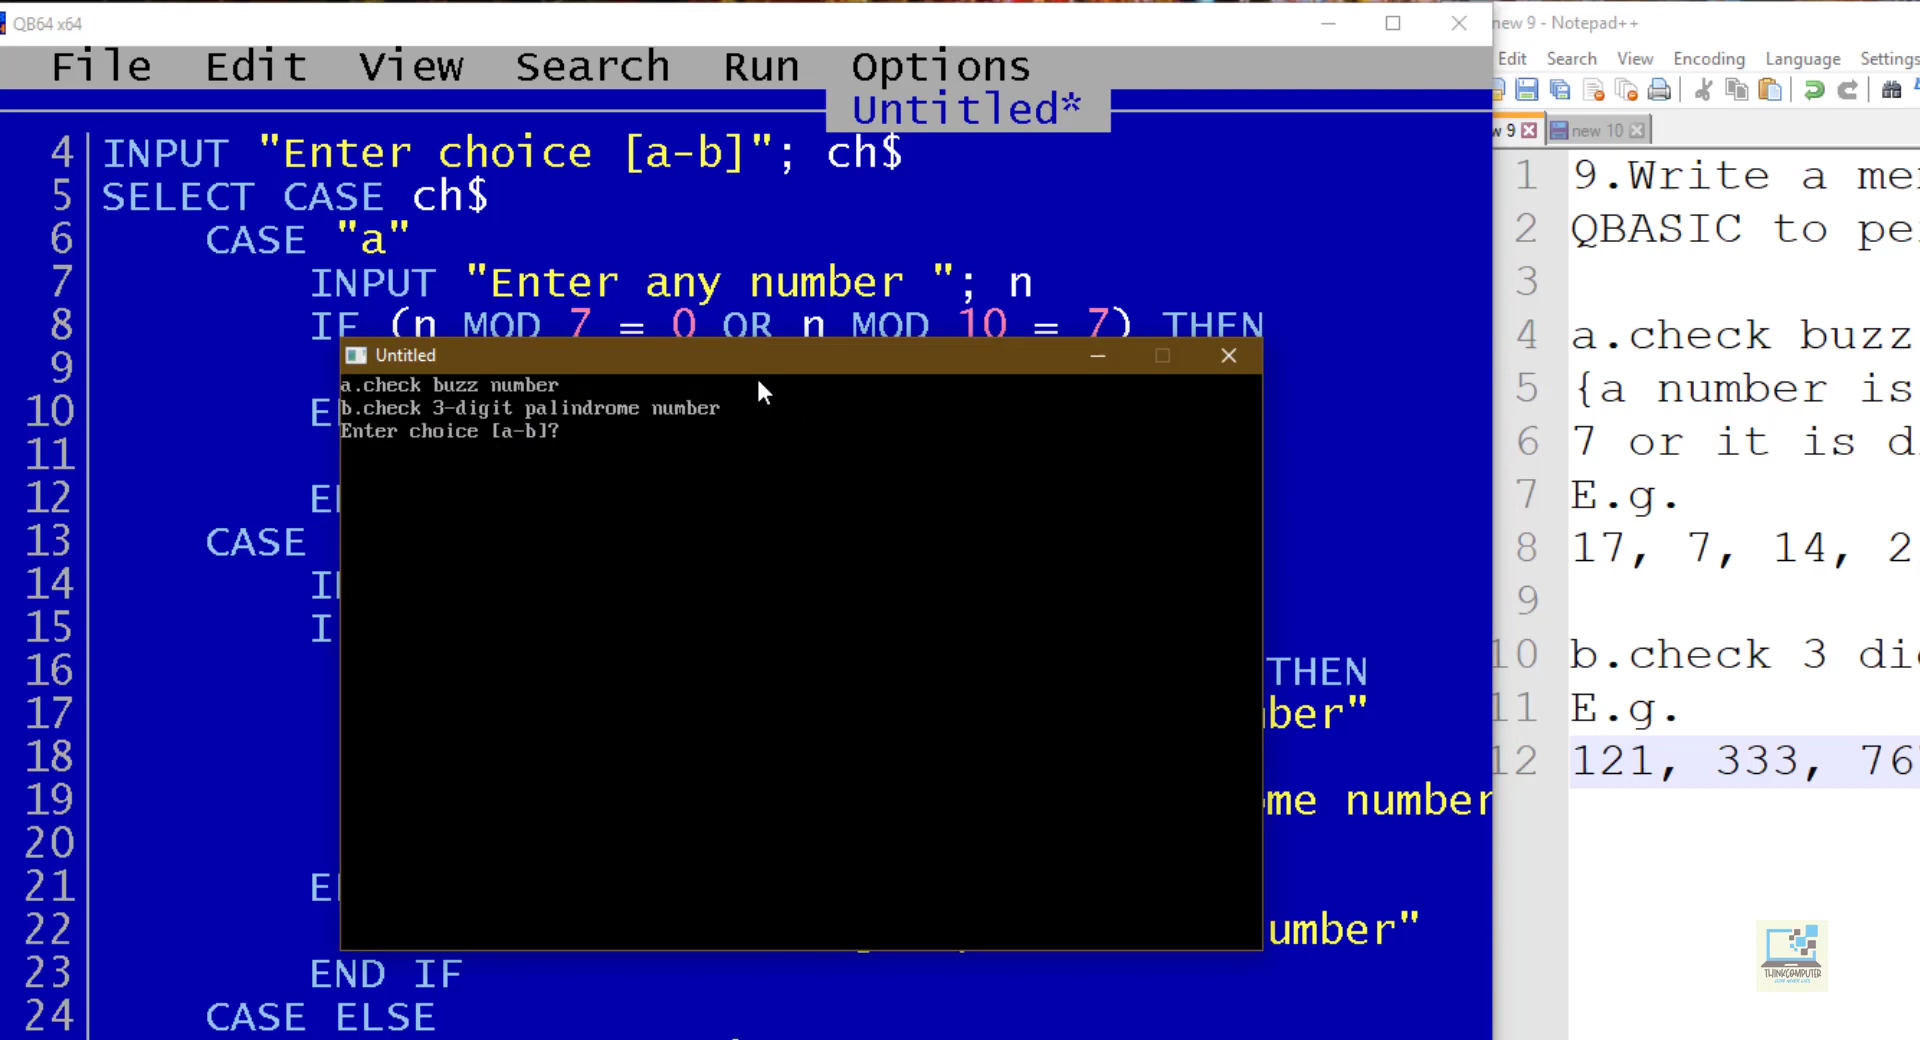 QB64 x64
File Edit View Search Run Options
Untitled*
4 INPUT "Enter choice [a-b]"; ch$
5 SELECT CASE ch$
6 CASE "a"
7 INPUT "Enter any number "; n
8 IF (n MOD 7 = 0 OR n MOD 10 = 7) THEN
9
10 E
11
12 E
13 CASE
14
15 I
16 THEN
17 ber"
18
19 me number
20
21 E
22 umber"
23 END IF
24 CASE ELSE
Untitled
a.check buzz number
b.check 3-digit palindrome number
Enter choice [a-b]?
new 9 - Notepad++
Edit Search View Encoding Language Settings
w 9 new 10
1 9.Write a me
2 QBASIC to pe
3
4 a.check buzz
5 {a number is
6 7 or it is d
7 E.g.
8 17, 7, 14, 2
9
10 b.check 3 di
11 E.g.
12 121, 333, 76
THINKCOMPUTER